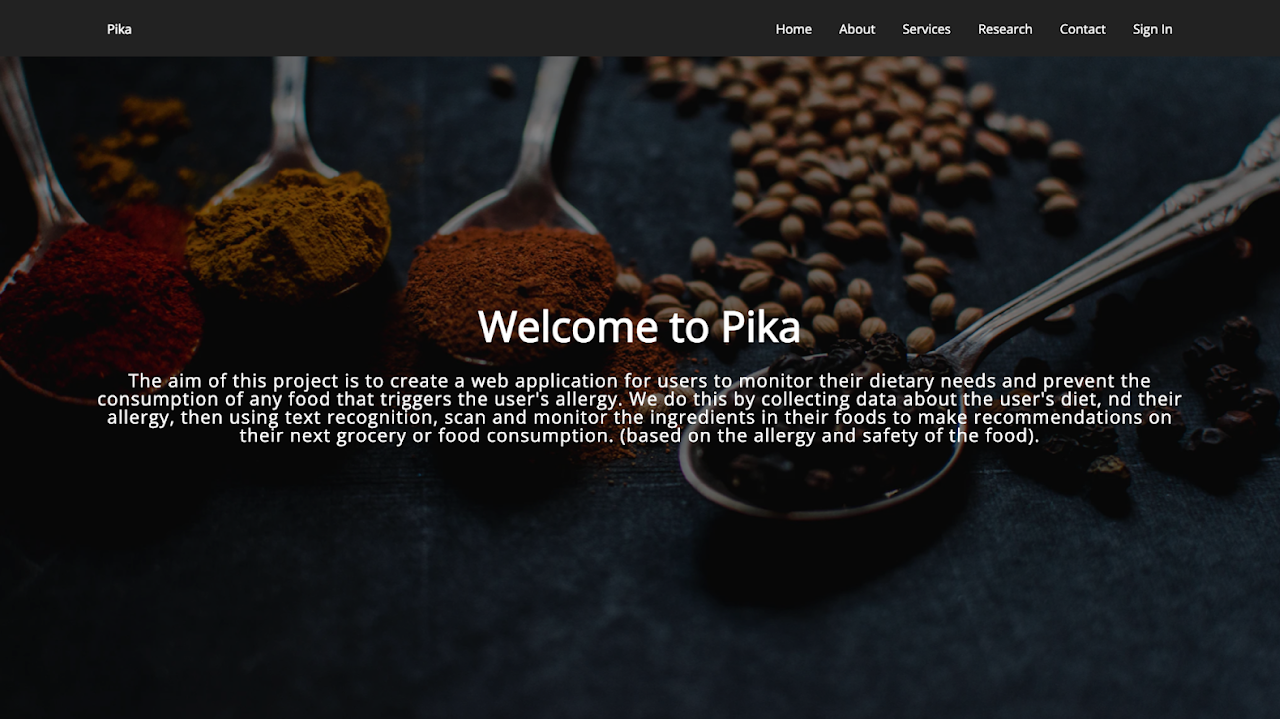 Pika
Home About Services Research Contact Sign In
Welcome to Pika
The aim of this project is to create a web application for users to monitor their dietary needs and prevent the
consumption of any food that triggers the user's allergy. We do this by collecting data about the user's diet, nd their
allergy, then using text recognition, scan and monitor the ingredients in their foods to make recommendations on
their next grocery or food consumption. (based on the allergy and safety of the food).